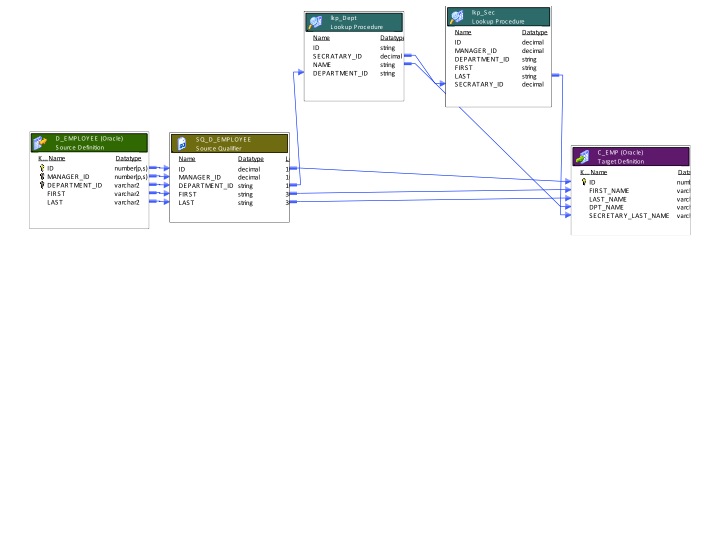 lkp_Dept
Lookup Procedure
Name Datatype
ID string
SECRATARY_ID decimal
NAME string
DEPARTMENT_ID string
lkp_Sec
Lookup Procedure
Name Datatype
ID decimal
MANAGER_ID decimal
DEPARTMENT_ID string
FIRST string
LAST string
SECRATARY_ID decimal
D_EMPLOYEE (Oracle)
Source Definition
K... Name Datatype
ID number(p,s)
MANAGER_ID number(p,s)
DEPARTMENT_ID varchar2
FIRST varchar2
LAST varchar2
SQ_D_EMPLOYEE
Source Qualifier
Name Datatype L
ID decimal 1
MANAGER_ID decimal 1
DEPARTMENT_ID string 1
FIRST string 3
LAST string 3
C_EMP (Oracle)
Target Definition
K... Name Data
ID num
FIRST_NAME varc
LAST_NAME varc
DPT_NAME varc
SECRETARY_LAST_NAME varc